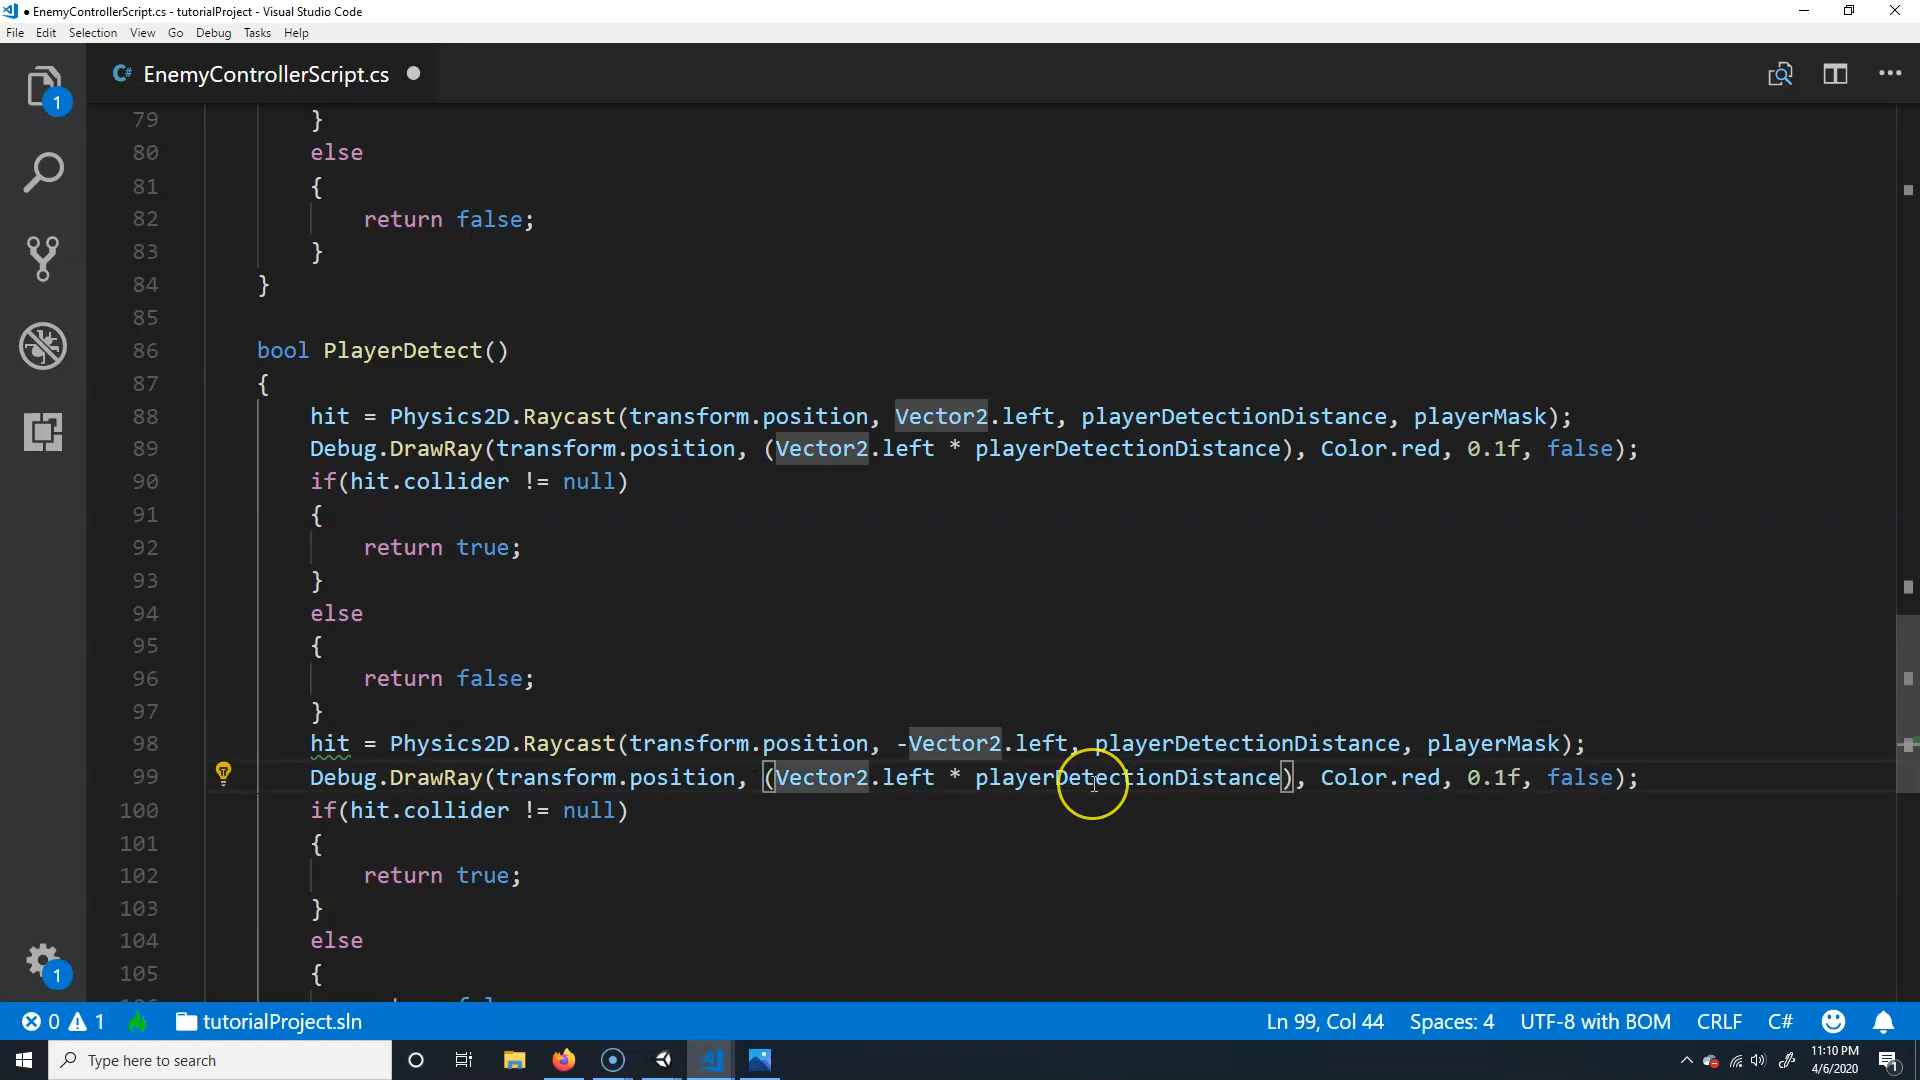 ● EnemyControllerScript.cs - tutorialProject - Visual Studio Code
File Edit Selection View Go Debug Tasks Help
1
C# EnemyControllerScript.cs
79 }
80 else
81 {
82 return false;
83 }
84 }
85
86 bool PlayerDetect()
87 {
88 hit = Physics2D.Raycast(transform.position, Vector2.left, playerDetectionDistance, playerMask);
89 Debug.DrawRay(transform.position, (Vector2.left * playerDetectionDistance), Color.red, 0.1f, false);
90 if(hit.collider != null)
91 {
92 return true;
93 }
94 else
95 {
96 return false;
97 }
98 hit = Physics2D.Raycast(transform.position, -Vector2.left, playerDetectionDistance, playerMask);
99 Debug.DrawRay(transform.position, (Vector2.left * playerDetectionDistance), Color.red, 0.1f, false);
100 if(hit.collider != null)
101 {
102 return true;
103 }
104 else
105 {
1
0 1 tutorialProject.sln Ln 99, Col 44 Spaces: 4 UTF-8 with BOM CRLF C#
Type here to search
11:10 PM
4/6/2020
1